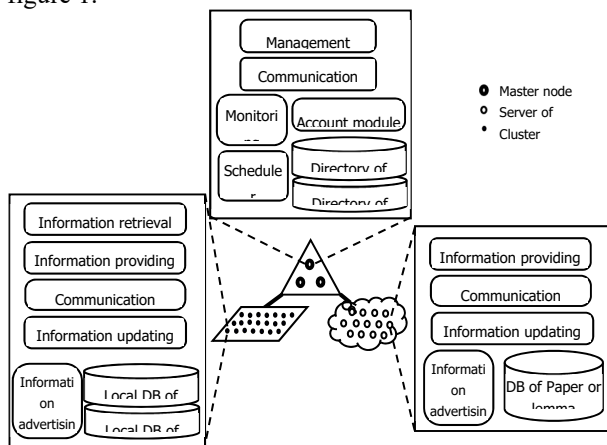 figure 1.
Management
Communication
Monitori
Account module
Schedule
r
Directory of
Directory of
Master node
Server of
Cluster
Information retrieval
Information providing
Communication
Information updating
Informati
on
advertisin
Local DB of
Local DB of
Information providing
Communication
Information updating
Informati
on
advertisin
DB of Paper or
lemma